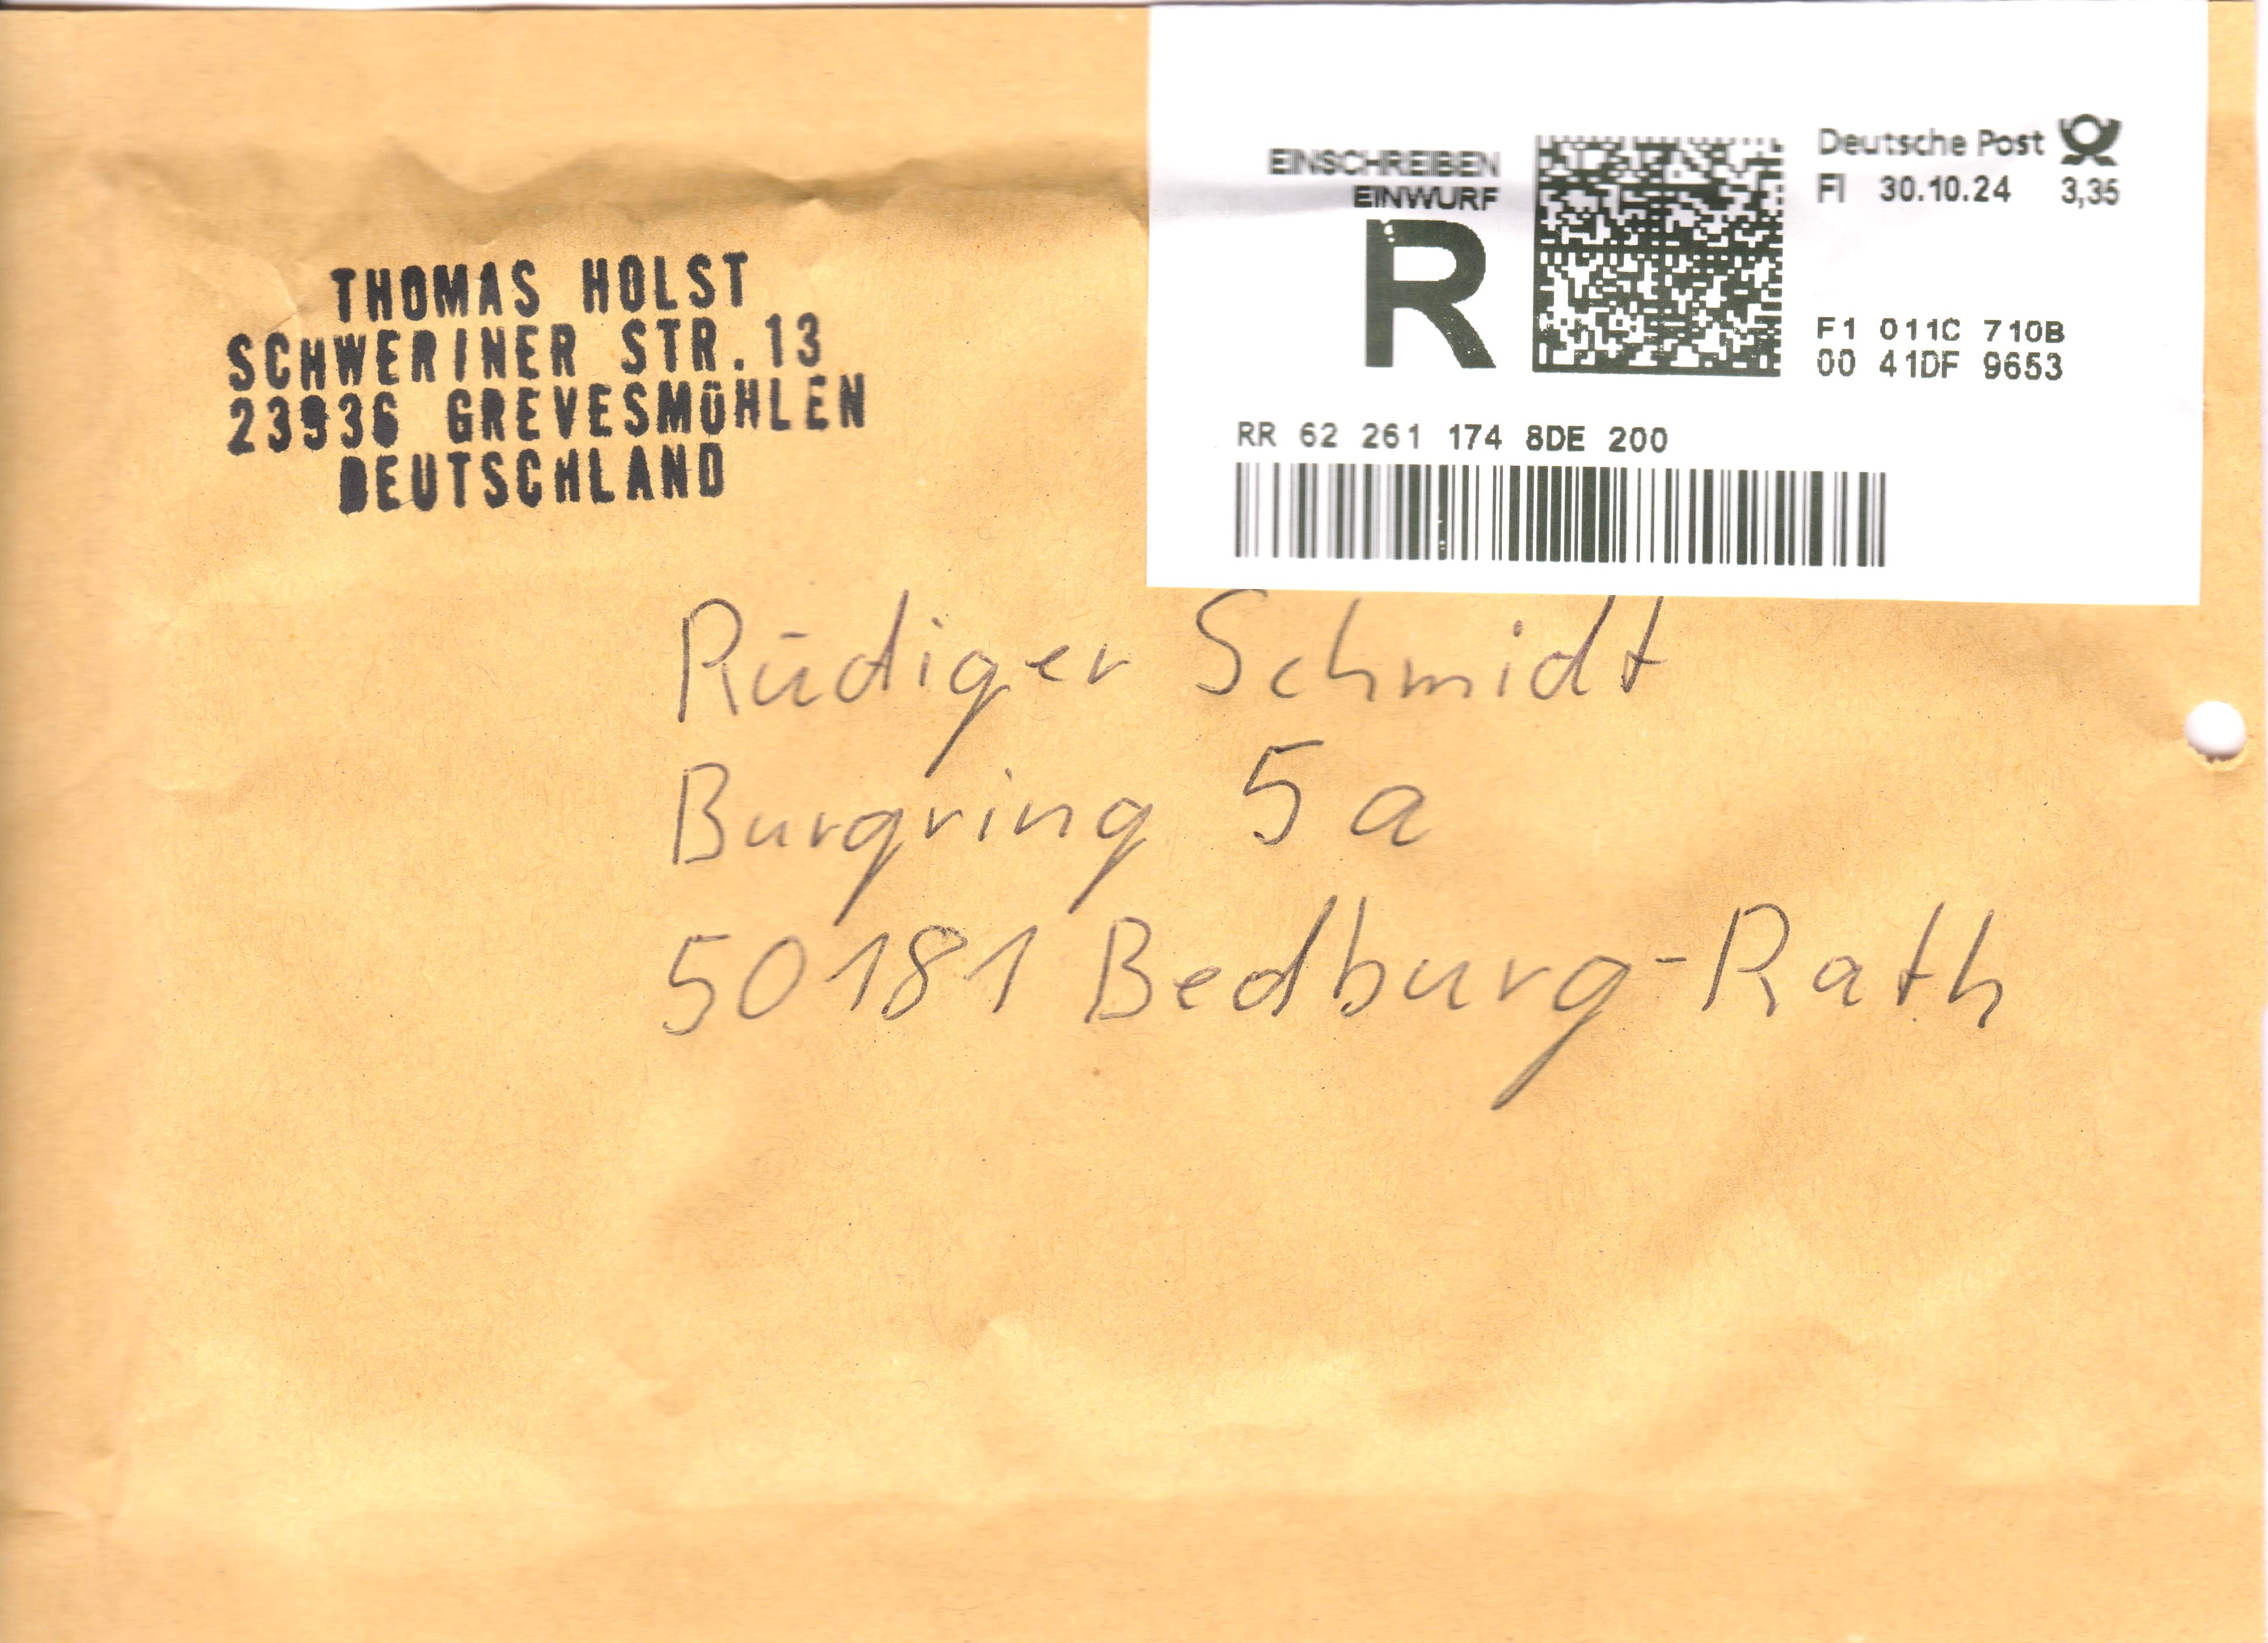 THOMAS HOLST
SCHWERINER STR.13
23936 GREVESMÜHLEN
DEUTSCHLAND
EINSCHREIBEN
EINWURF
R
Deutsche Post
FI 30.10.24 3,35
F1 011C 710B
00 41DF 9653
RR 62 261 174 8DE 200
Rüdiger Schmidt
Burgring 5a
50181 Bedburg-Rath